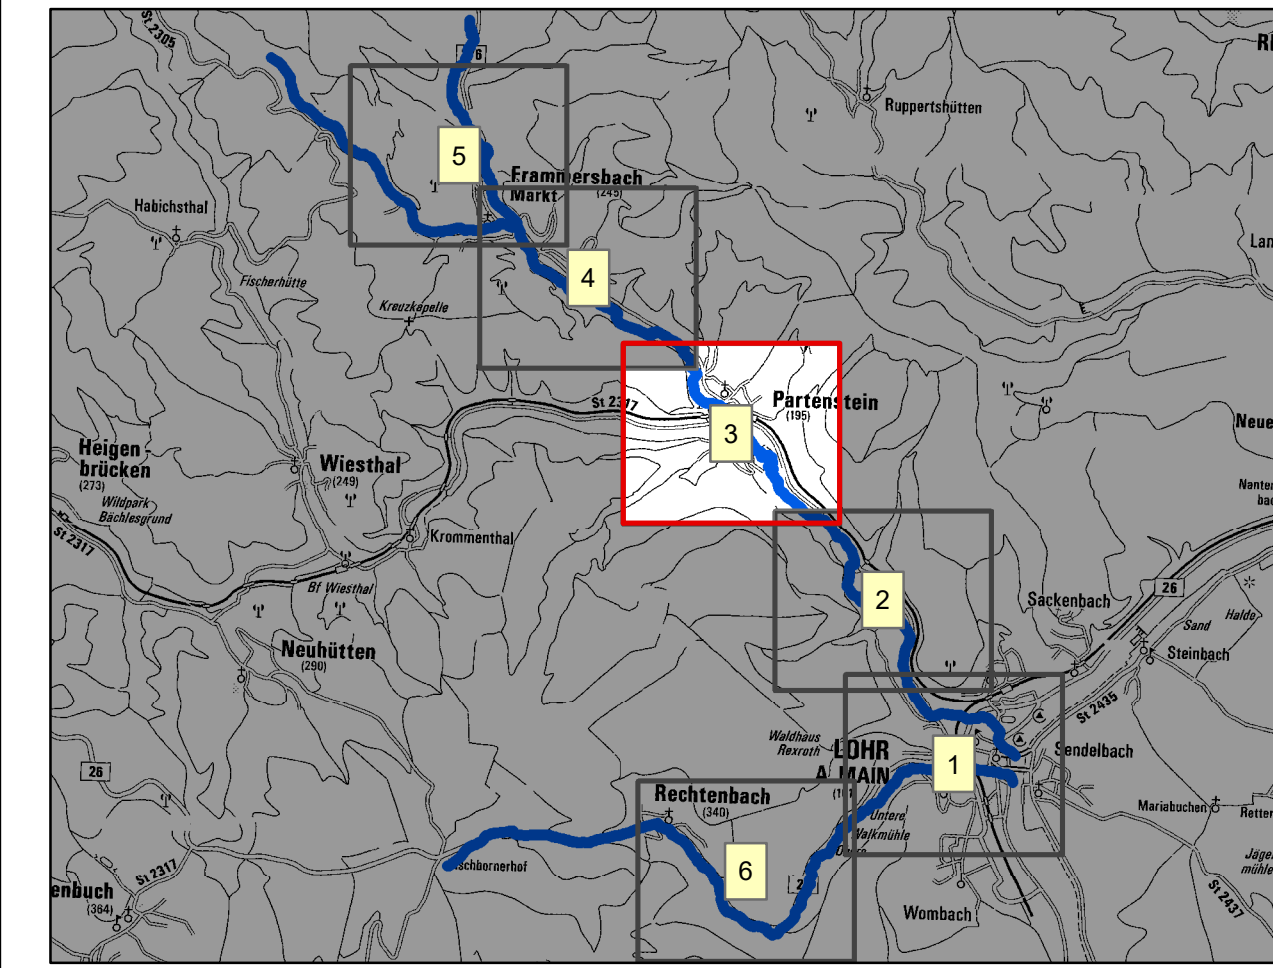 St 2305
6
Ruppertshütten
5
Frammersbach
Markt
(245)
Habichsthal
Lan
Fischerhütte
4
Kreuzkapelle
St 2317
Partenstein
(195)
3
Heigen-
brücken
(273)
Wiesthal
(249)
Neue
Wildpark
Bächlesgrund
St 2317
Krommenthal
Bf Wiesthal
2
Sackenbach
26
Sand
Halde
Steinbach
Neuhütten
(290)
St 2435
Waldhaus
Rexroth
LOHR
A. MAIN
1
Sendelbach
26
Rechtenbach
(340)
Untere
Mariabuchen
Retter
6
St 2317
enbuch
(364)
Wombach
St 2437